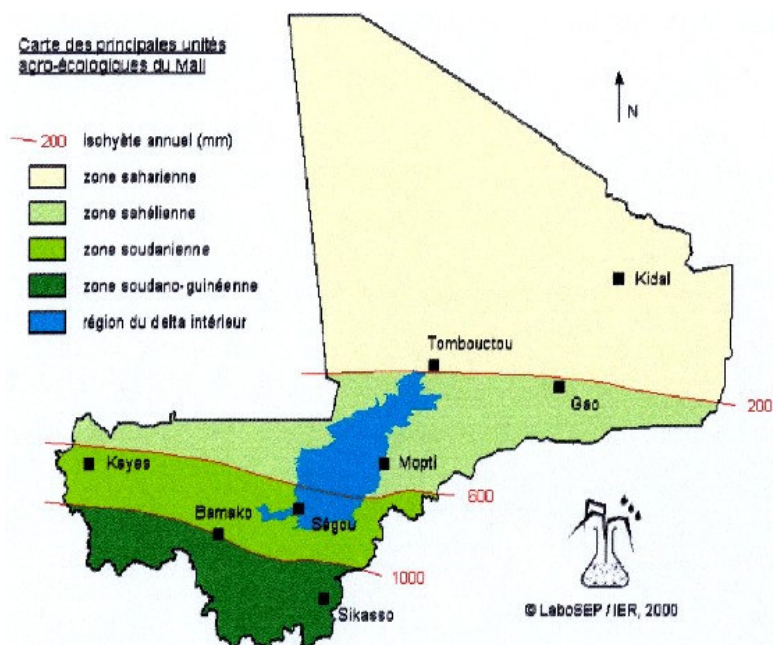 Carte des principales unités
agro-écologiques du Mali
N
200 isohyète annuel (mm)
zone saharienne
zone sahélienne
zone soudanienne
zone soudano-guinéenne
région du delta intérieur
Kidal
Tombouctou
Gao
200
Kayes
Mopti
600
Bamako
Ségou
1000
Sikasso
© LaboSEP / IER, 2000